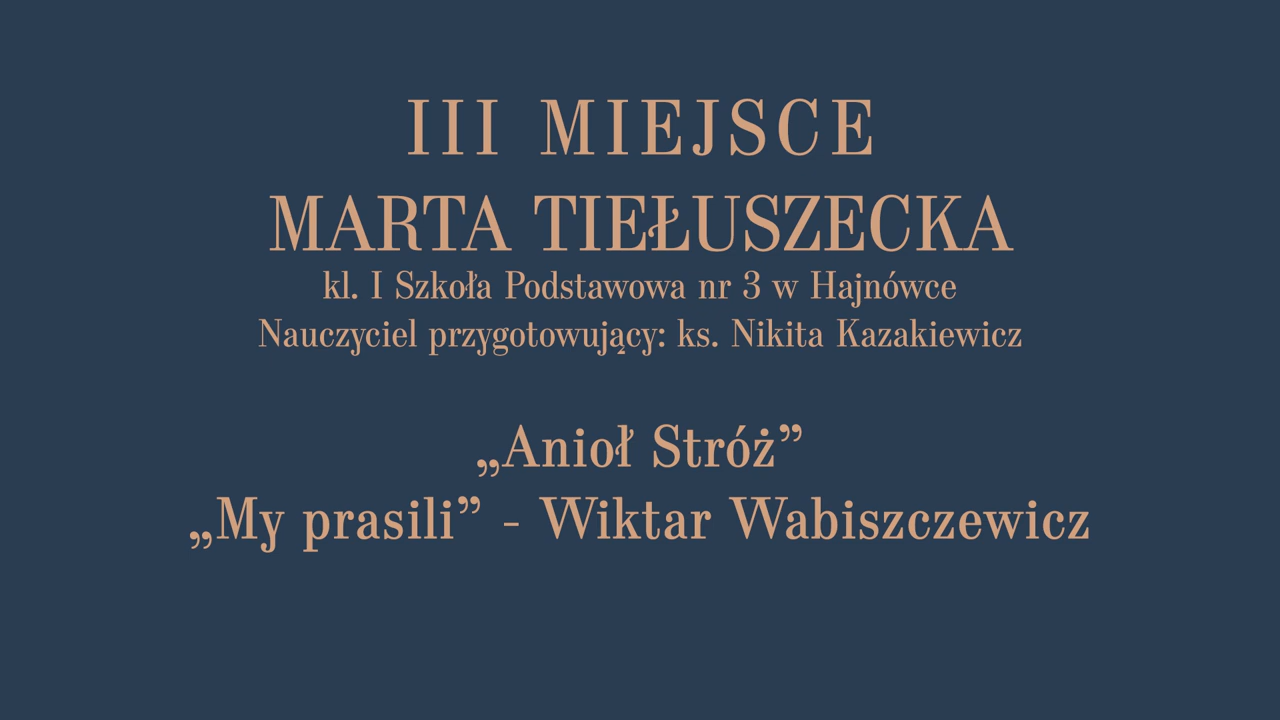 III MIEJSCE
MARTA TIEŁUSZECKA
kl. I Szkoła Podstawowa nr 3 w Hajnówce
Nauczyciel przygotowujący: ks. Nikita Kazakiewicz
„Anioł Stróż”
„My prasili” - Wiktar Wabiszczewicz